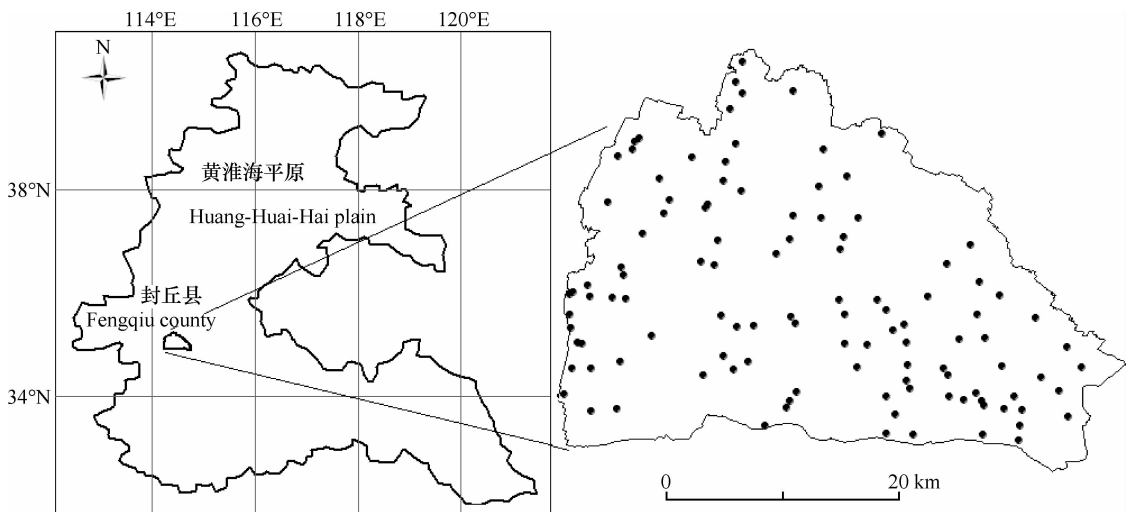 114°E 116°E 118°E 120°E
N
黄淮海平原
38°N
Huang-Huai-Hai plain
封丘县
Fengqiu county
34°N
0 20 km